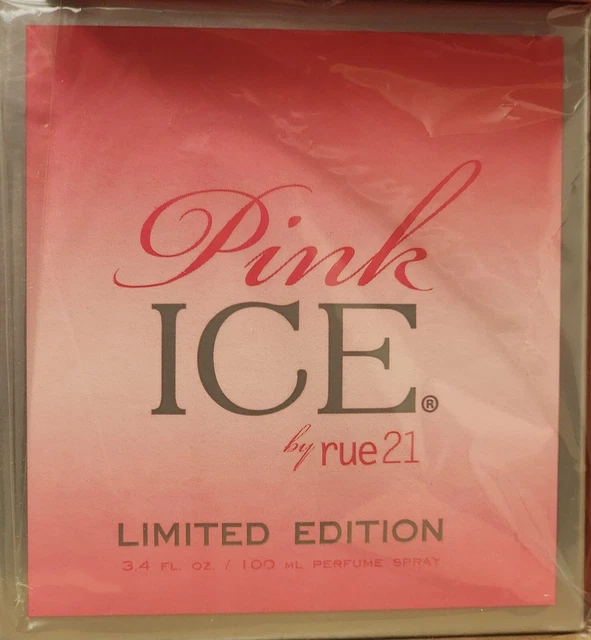 Pink
ICE®
by rue21
LIMITED EDITION
3.4 FL. OZ. / 100 ML PERFUME SPRAY